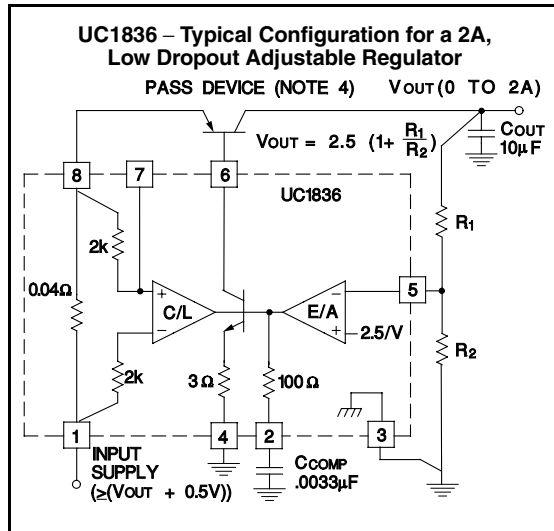 UC1836 – Typical Configuration for a 2A,
Low Dropout Adjustable Regulator
PASS DEVICE (NOTE 4) VOUT (0 TO 2A)
VOUT = 2.5 (1+ R1/R2)
COUT
10µF
8
7
6
UC1836
2k
R1
0.04Ω
+
C/L
–
–
E/A
+
5
2.5/V
2k
3Ω
100Ω
R2
1
4
2
3
INPUT
SUPPLY
(≥(VOUT + 0.5V))
CCOMP
.0033µF